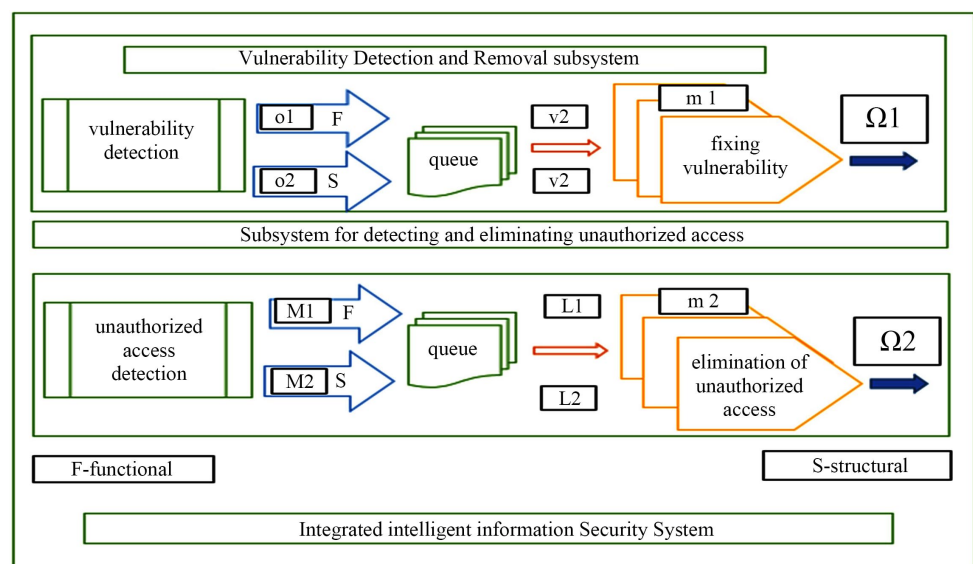 Vulnerability Detection and Removal subsystem
vulnerability
detection
o1 F
o2 S
queue
v2
v2
m 1
fixing
vulnerability
Ω1
Subsystem for detecting and eliminating unauthorized access
unauthorized
access
detection
M1 F
M2 S
queue
L1
L2
m 2
elimination of
unauthorized
access
Ω2
F-functional
S-structural
Integrated intelligent information Security System